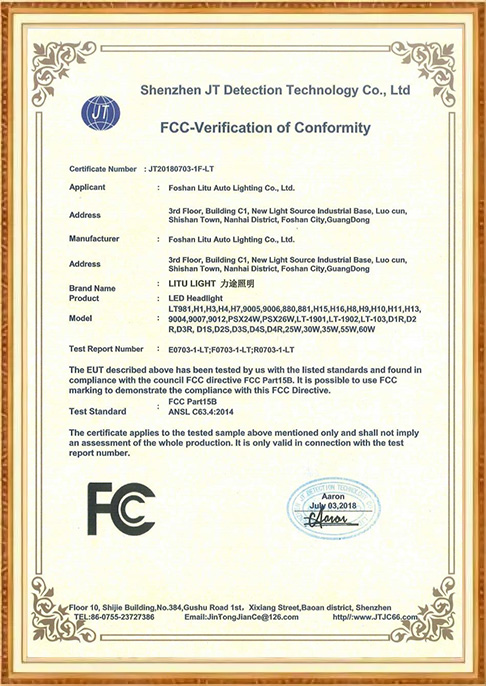 Shenzhen JT Detection Technology Co., Ltd
JT
FCC-Verification of Conformity
Certificate Number : JT20180703-1F-LT
Applicant : Foshan Litu Auto Lighting Co., Ltd.
Address : 3rd Floor, Building C1, New Light Source Industrial Base, Luo cun,
Shishan Town, Nanhai District, Foshan City,GuangDong
Manufacturer : Foshan Litu Auto Lighting Co., Ltd.
Address : 3rd Floor, Building C1, New Light Source Industrial Base, Luo cun,
Shishan Town, Nanhai District, Foshan City,GuangDong
Brand Name : LITU LIGHT 力途照明
Product : LED Headlight
Model : LT981,H1,H3,H4,H7,9005,9006,880,881,H15,H16,H8,H9,H10,H11,H13,
9004,9007,9012,PSX24W,PSX26W,LT-1901,LT-1902,LT-103,D1R,D2
R,D3R, D1S,D2S,D3S,D4S,D4R,25W,30W,35W,55W,60W
Test Report Number : E0703-1-LT;F0703-1-LT;R0703-1-LT
The EUT described above has been tested by us with the listed standards and found in
compliance with the council FCC directive FCC Part15B. It is possible to use FCC
marking to demonstrate the compliance with this FCC Directive.
Test Standard : FCC Part15B
ANSL C63.4:2014
The certificate applies to the tested sample above mentioned only and shall not imply
an assessment of the whole production. It is only valid in connection with the test
report number.
FCC
Aaron
July 03,2018
Aaron
Floor 10, Shijie Building,No.384,Gushu Road 1st, Xixiang Street,Baoan district, Shenzhen
TEL:86-0755-23727386 Email:JinTongJianCe@126.com http//:www.JTJC66.com